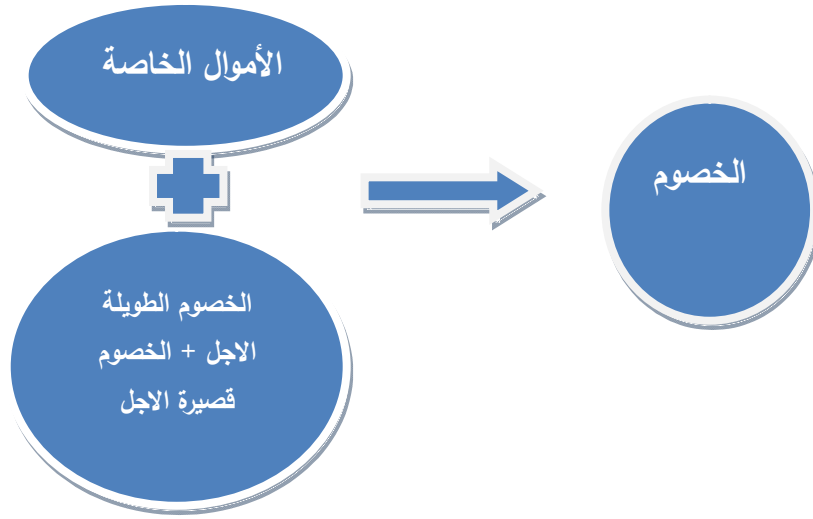 الأموال الخاصة
الخصوم
الخصوم الطويلة
الاجل + الخصوم
قصيرة الاجل